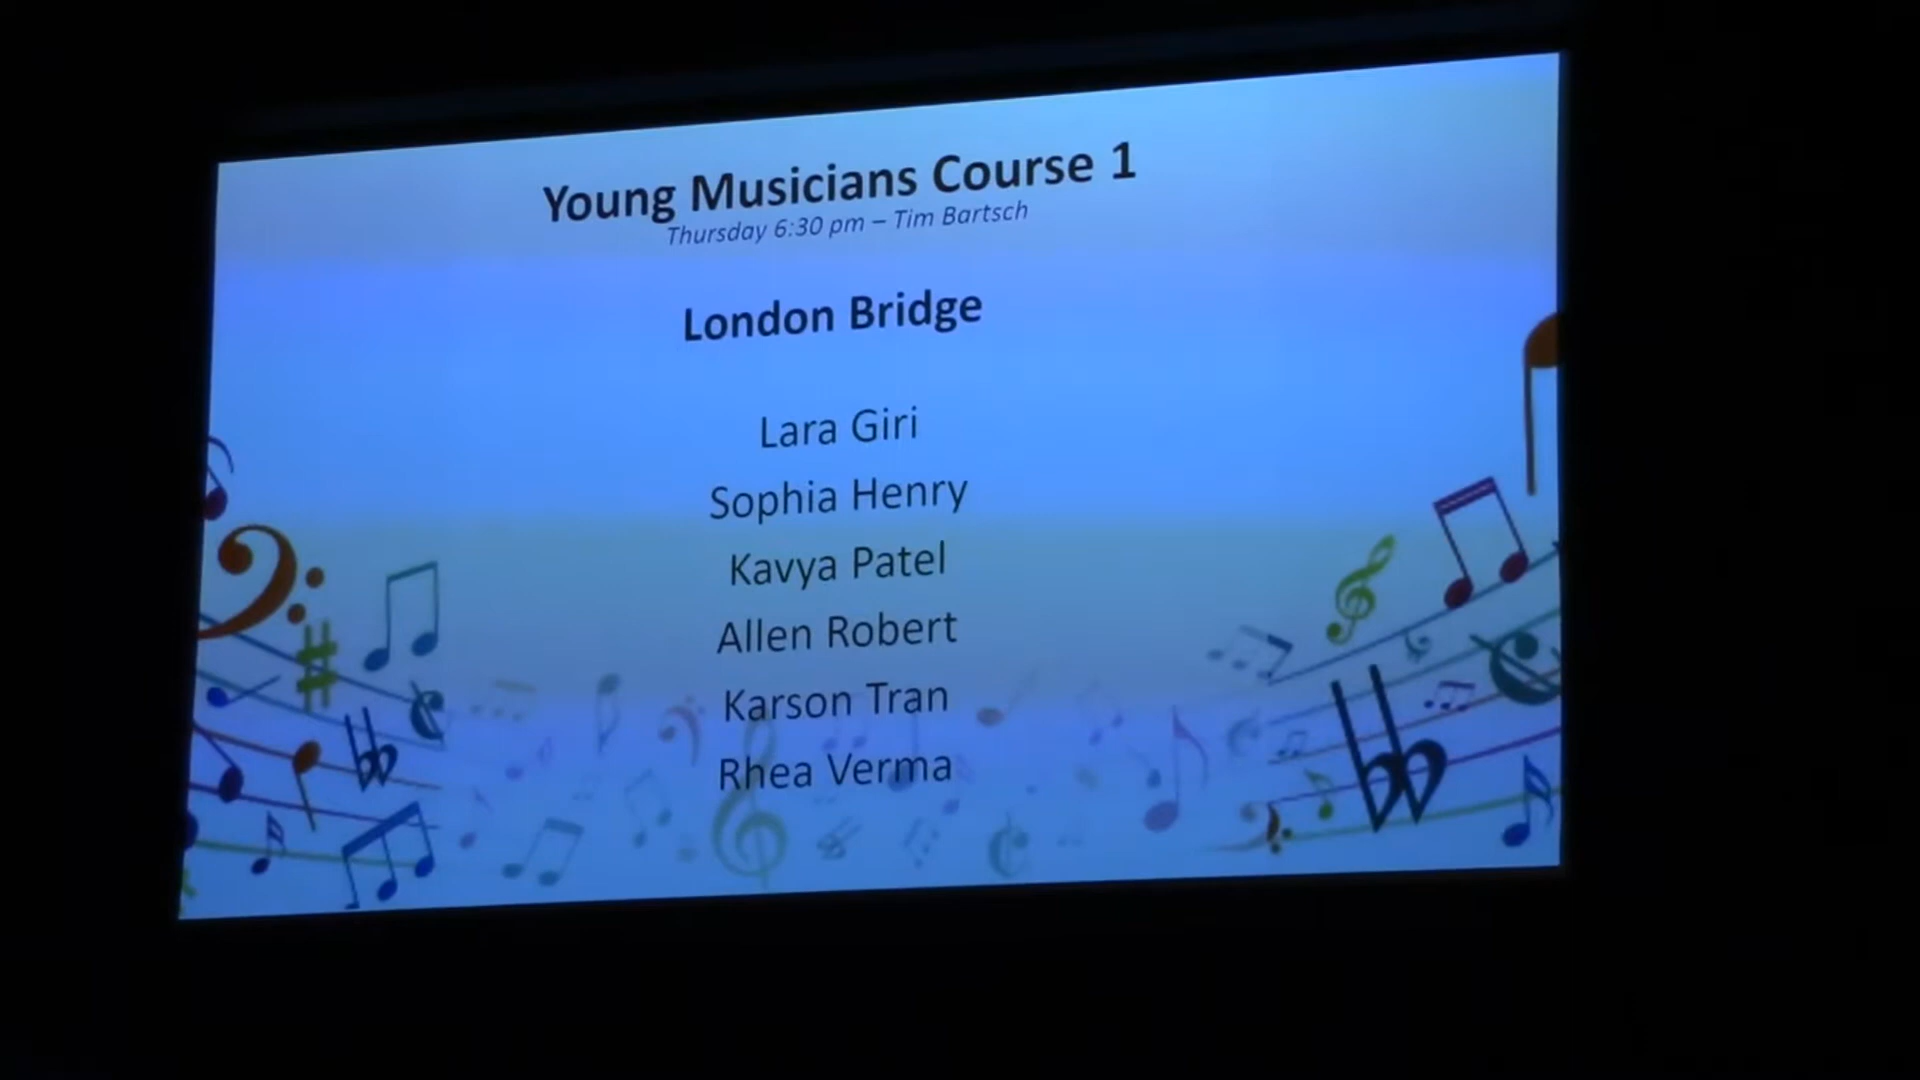 Young Musicians Course 1
Thursday 6:30 pm – Tim Bartsch
London Bridge
Lara Giri
Sophia Henry
Kavya Patel
Allen Robert
Karson Tran
Rhea Verma